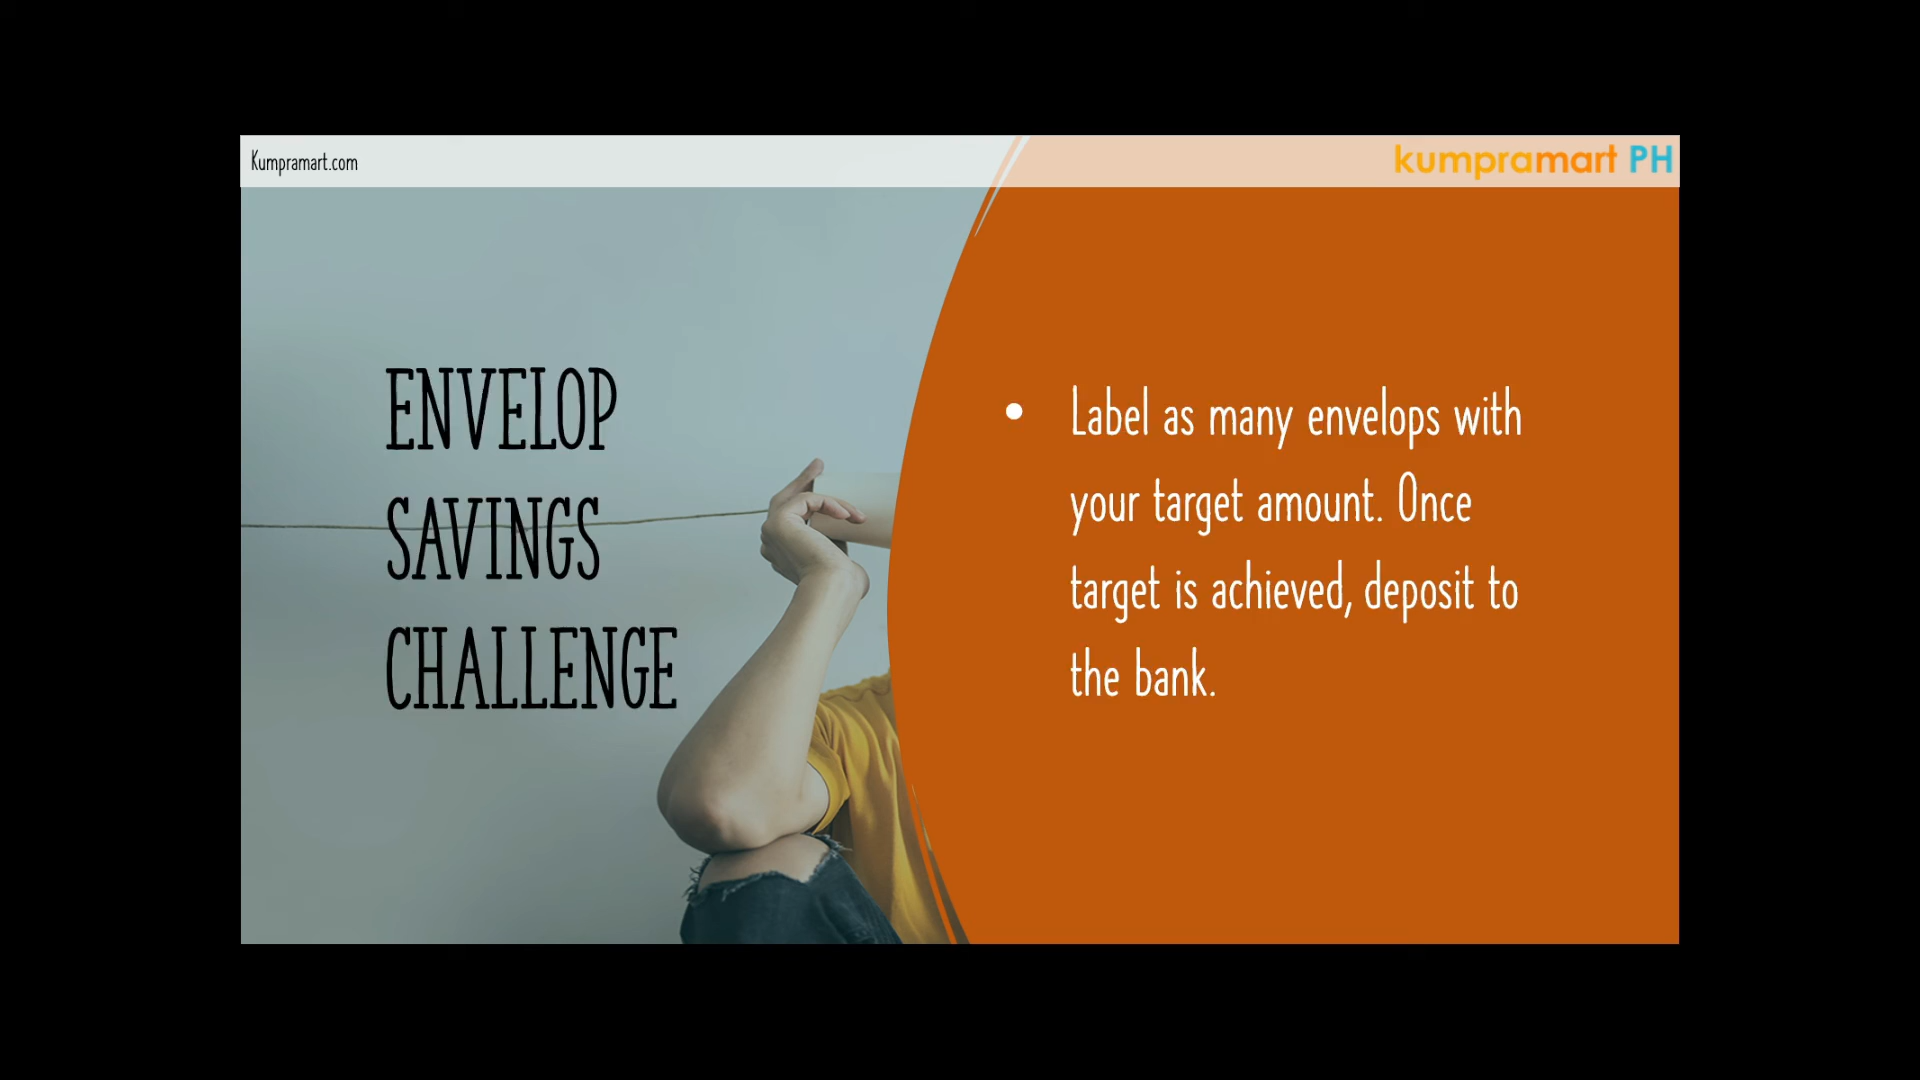 Kumpramart.com
kumpramart PH
ENVELOP
SAVINGS
CHALLENGE
• Label as many envelops with
your target amount. Once
target is achieved, deposit to
the bank.